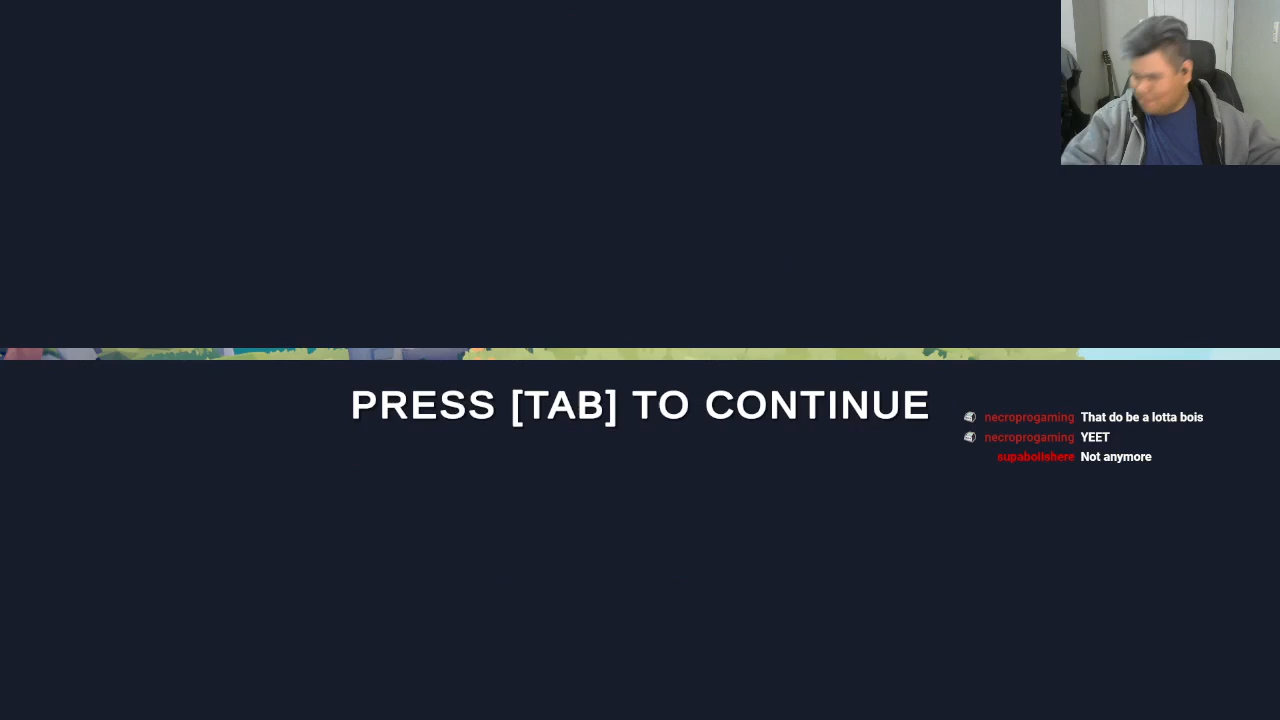 PRESS [TAB] TO CONTINUE
necroprogaming That do be a lotta bois
necroprogaming YEET
supaboiishere Not anymore